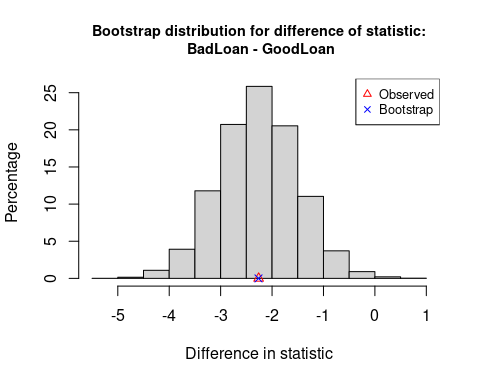 Bootstrap distribution for difference of statistic:
BadLoan - GoodLoan
Observed
Bootstrap
Percentage
25
20
15
10
5
0
-5 -4 -3 -2 -1 0 1
Difference in statistic